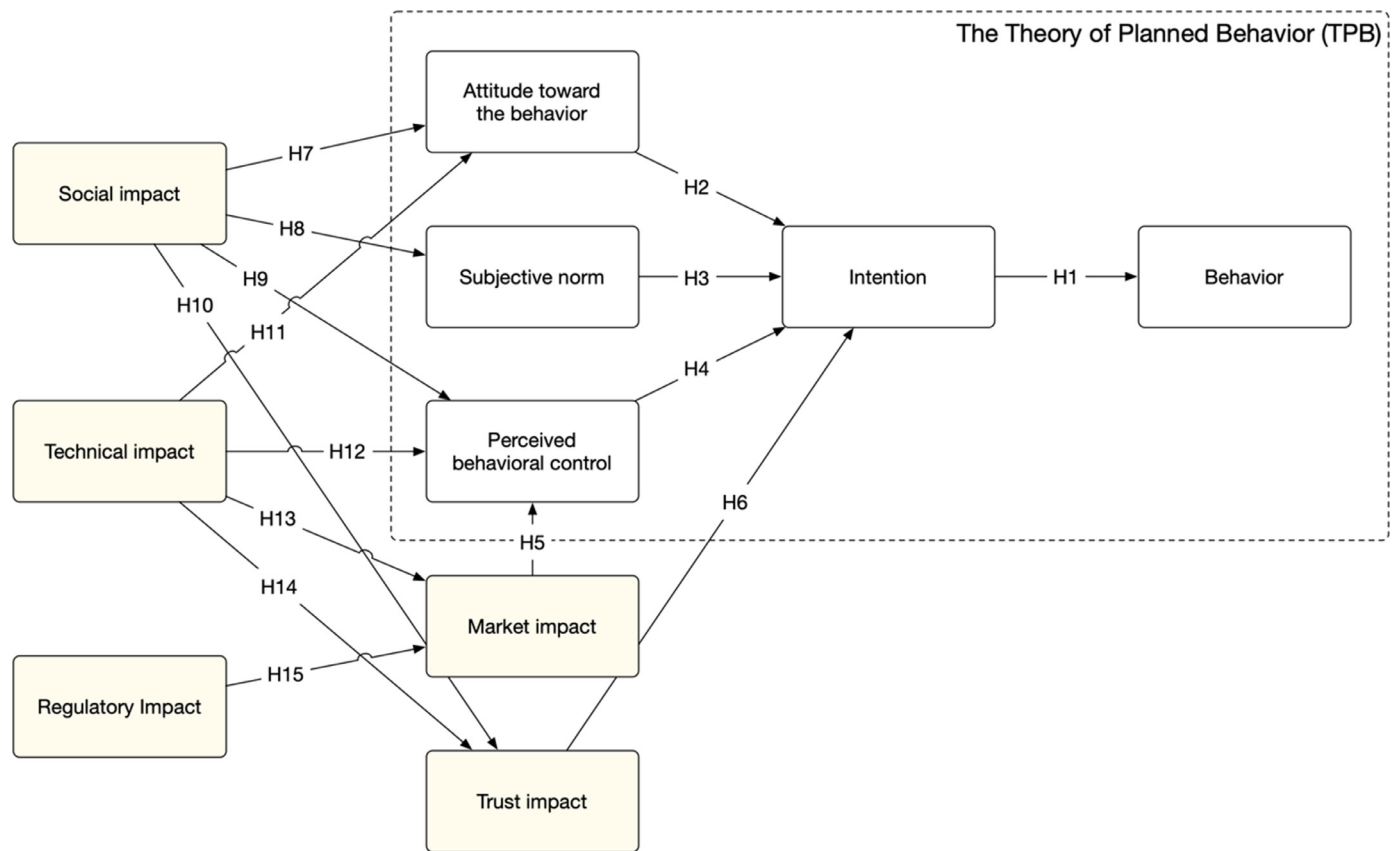 The Theory of Planned Behavior (TPB)
Attitude toward
the behavior
H7
H2
Social impact
H8
Subjective norm
H3
Intention
H1
Behavior
H9
H10
H11
H4
Technical impact
H12
Perceived
behavioral control
H13
H6
H5
H14
Market impact
H15
Regulatory Impact
Trust impact